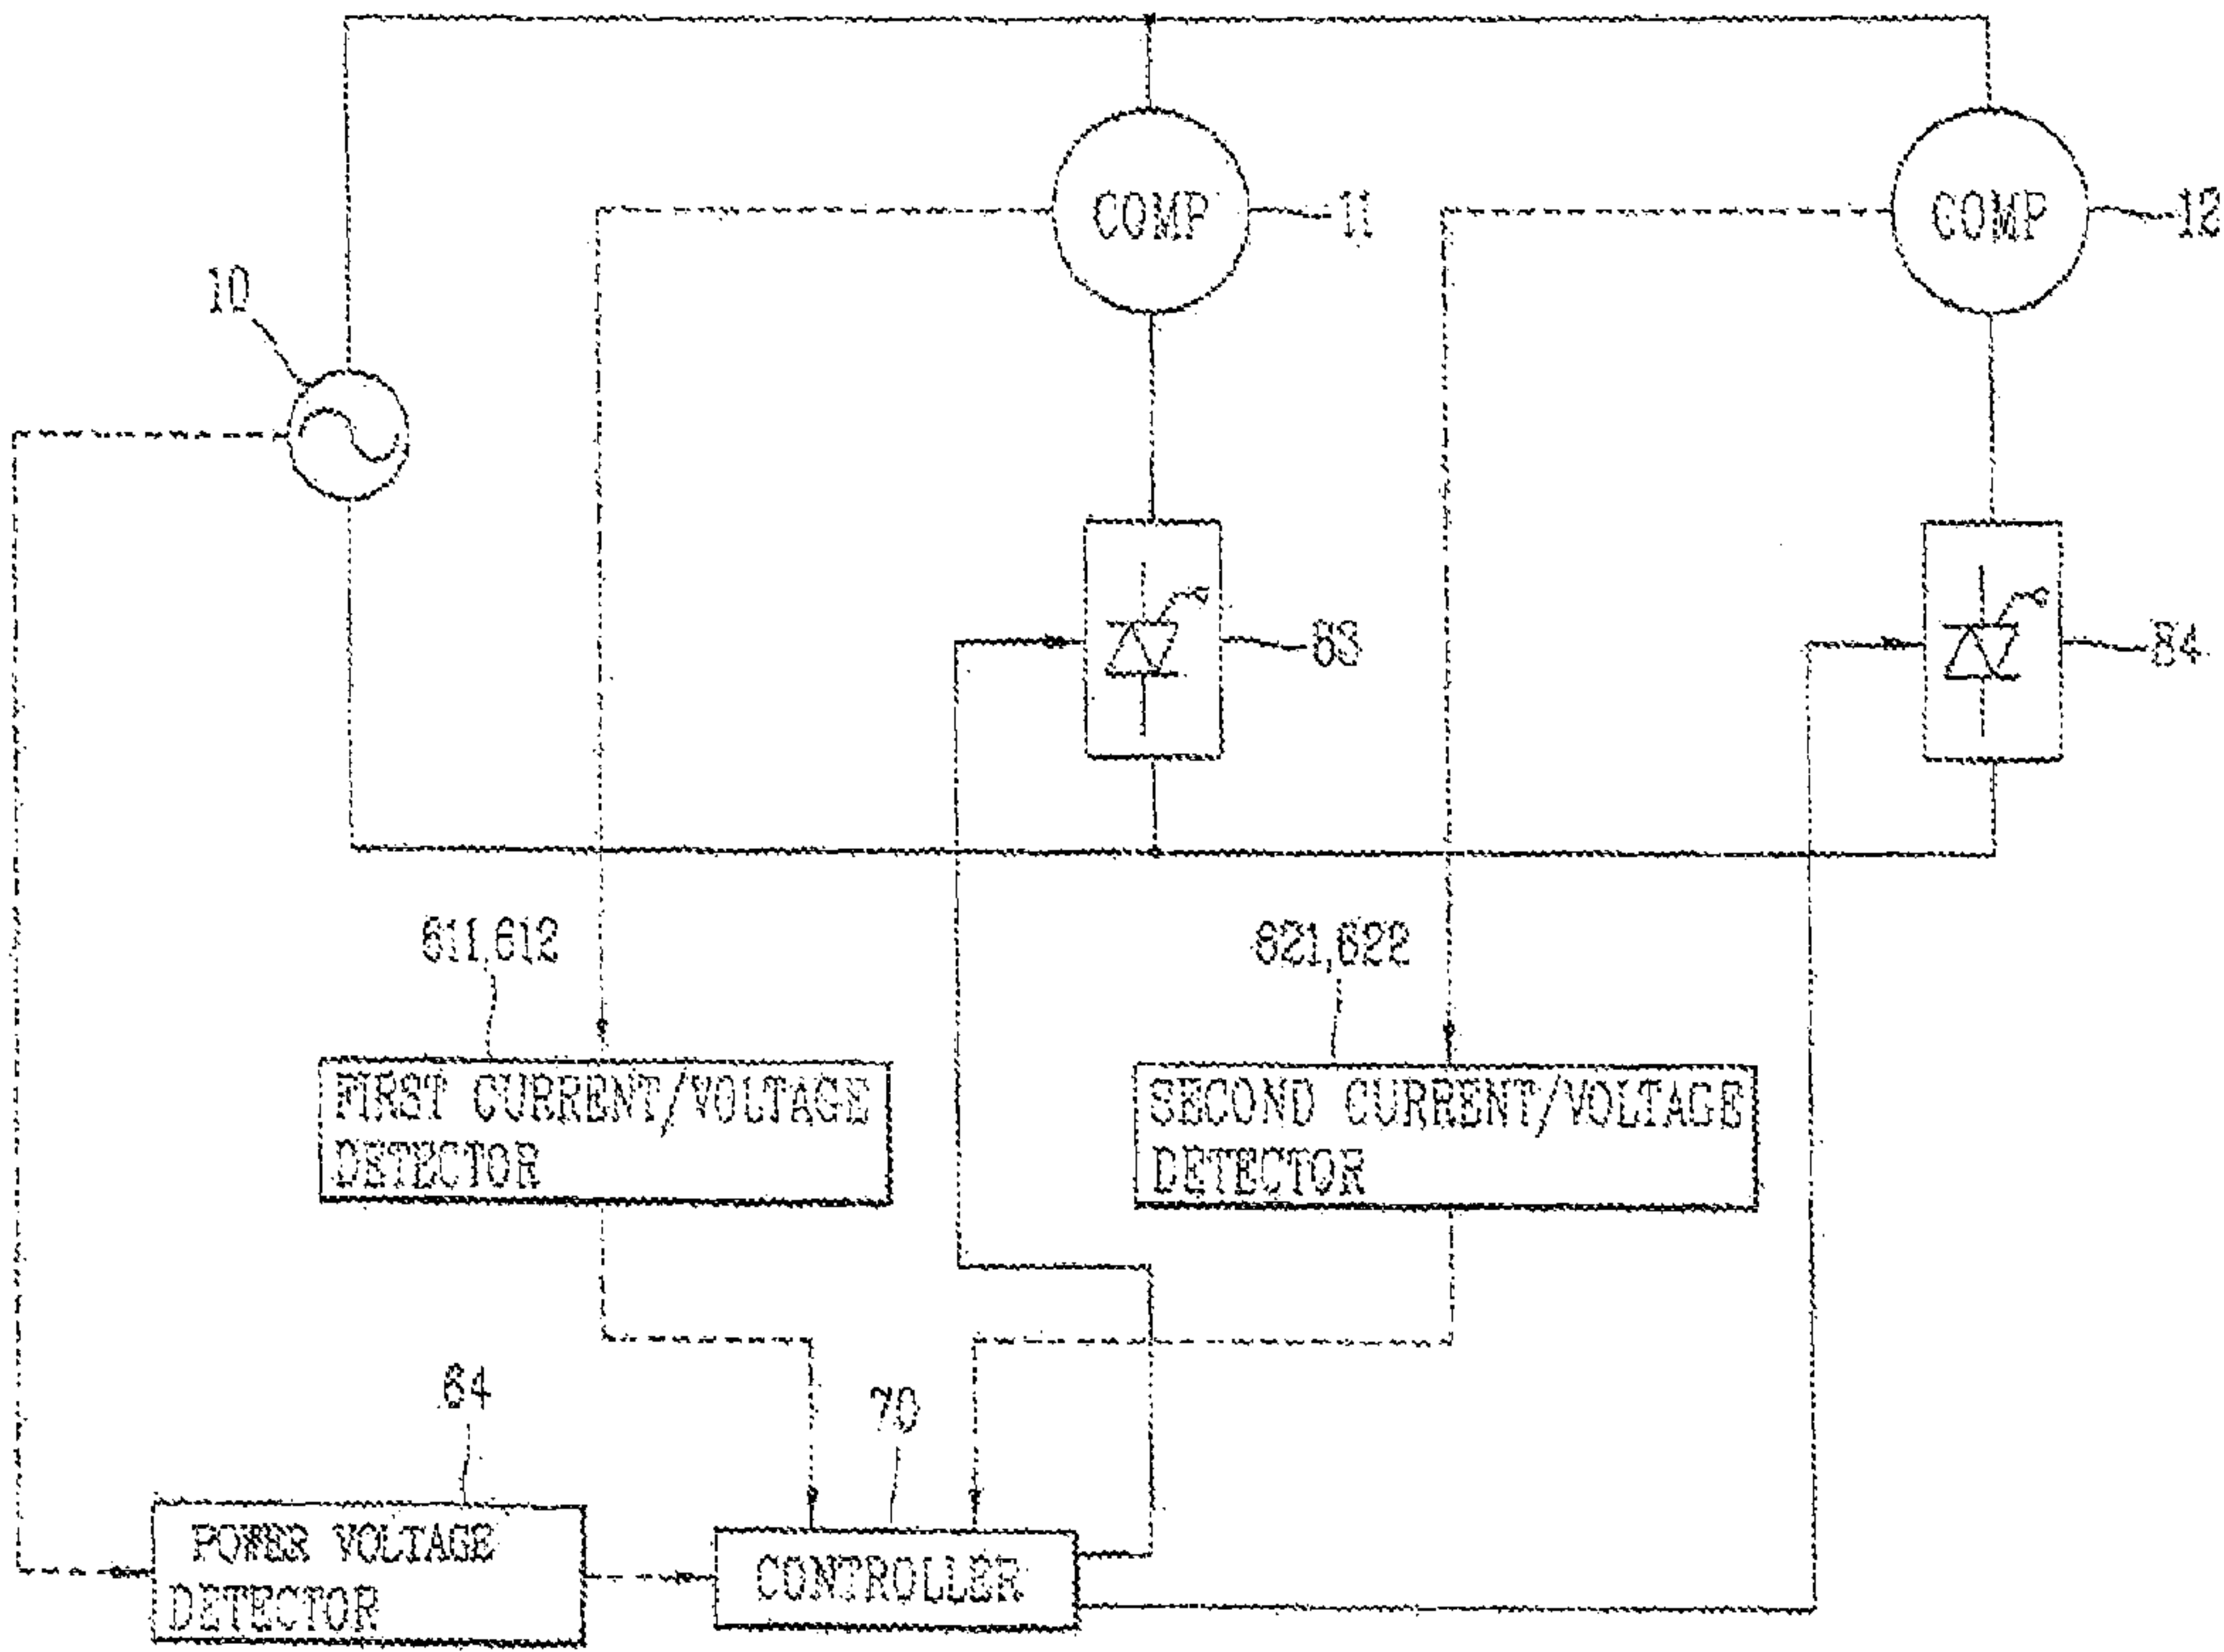 COMP
11
COMP
12
10
83
84
611,612
621,622
FIRST CURRENT/VOLTAGE
DETECTOR
SECOND CURRENT/VOLTAGE
DETECTOR
64
70
POWER VOLTAGE
DETECTOR
CONTROLLER